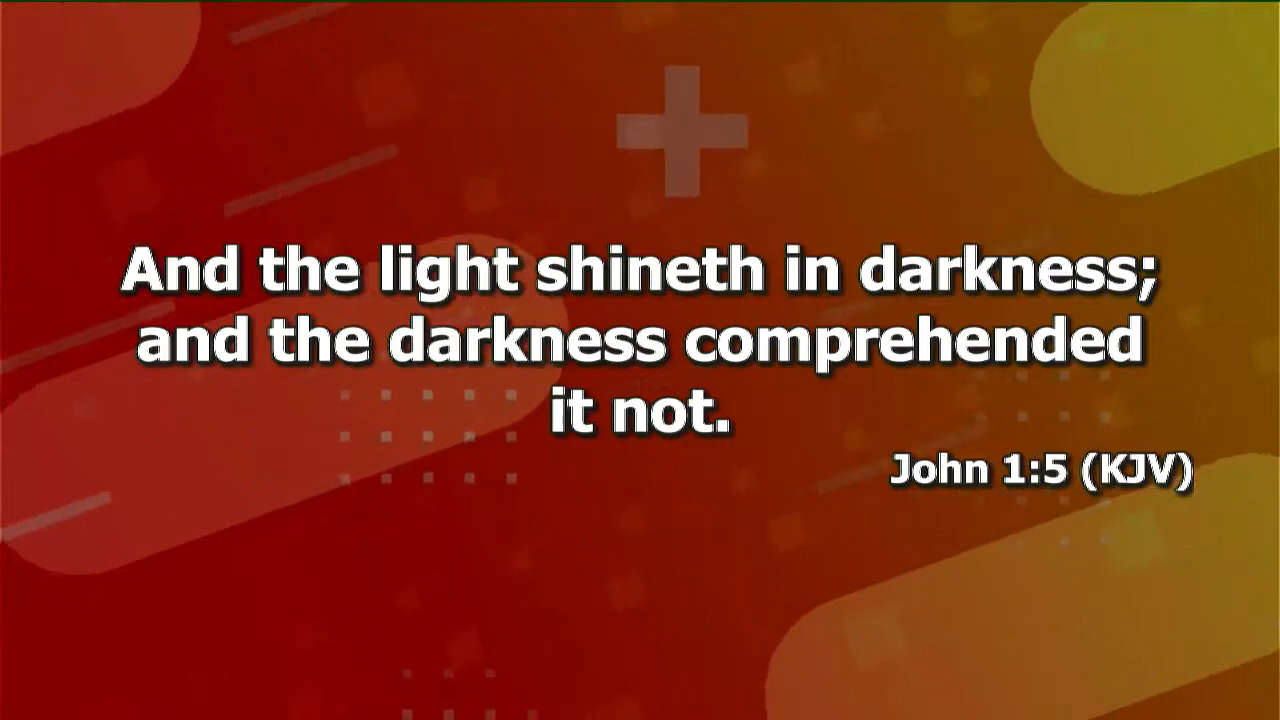 And the light shineth in darkness;
and the darkness comprehended
it not.
John 1:5 (KJV)